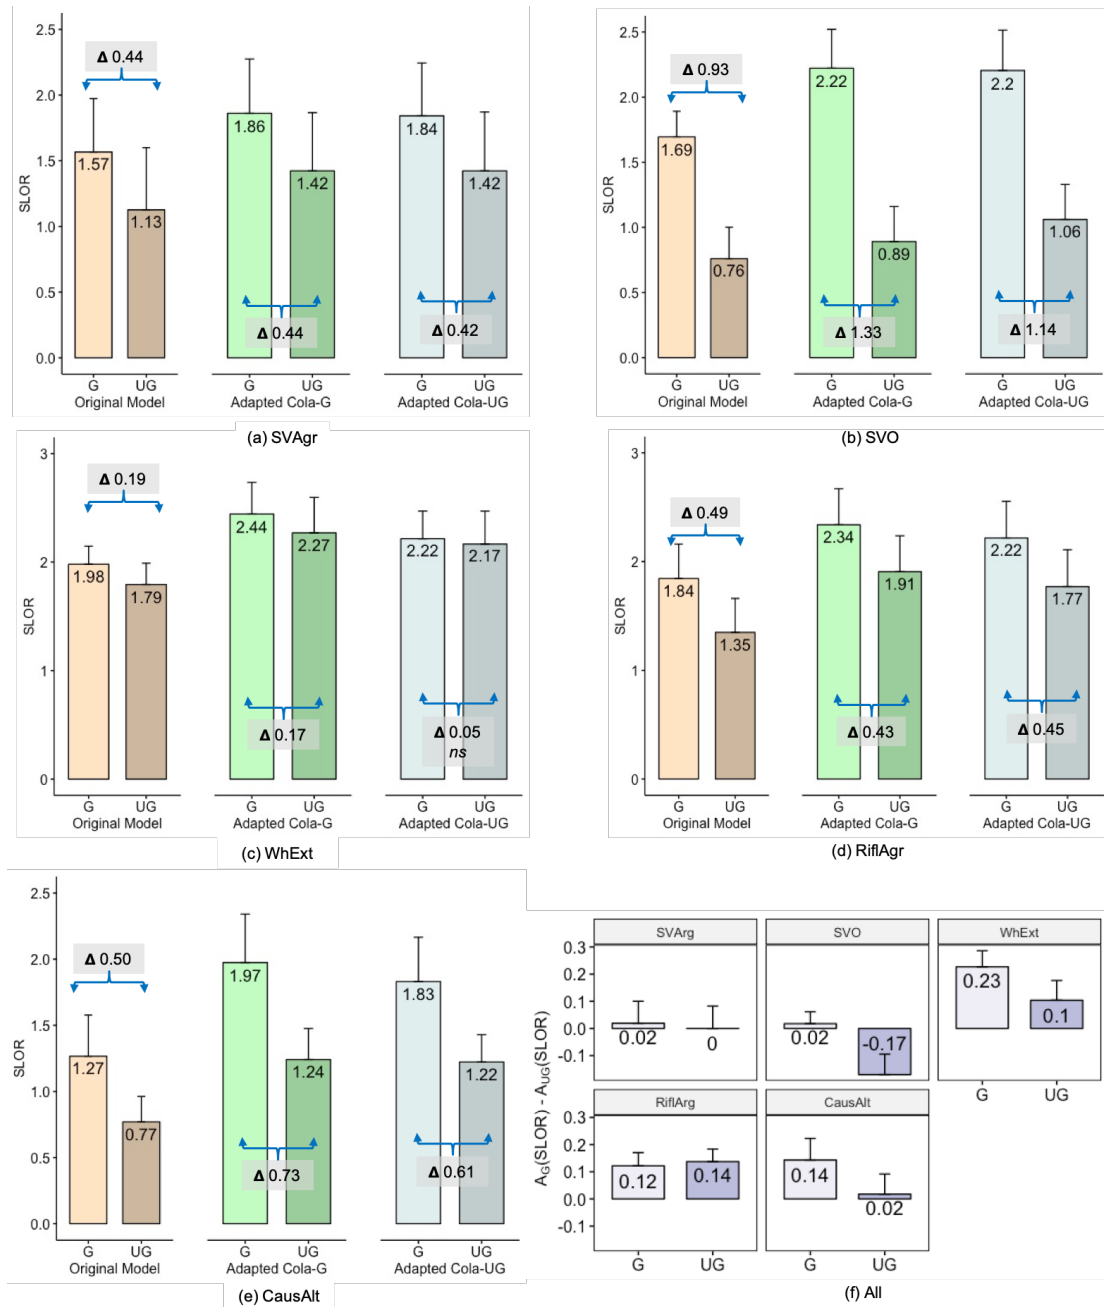 2.5
2.0
1.5
1.0
0.5
0.0
SLOR
Δ 0.44
1.57
1.13
1.86
1.42
1.84
1.42
Δ 0.44
Δ 0.42
G UG G UG G UG
Original Model Adapted Cola-G Adapted Cola-UG
(a) SVAgr
2.5
2.0
1.5
1.0
0.5
0.0
SLOR
Δ 0.93
1.69
0.76
2.22
0.89
2.2
1.06
Δ 1.33
Δ 1.14
G UG G UG G UG
Original Model Adapted Cola-G Adapted Cola-UG
(b) SVO
3
2
1
0
SLOR
Δ 0.19
1.98
1.79
2.44
2.27
2.22
2.17
Δ 0.17
Δ 0.05
ns
G UG G UG G UG
Original Model Adapted Cola-G Adapted Cola-UG
(c) WhExt
3
2
1
0
SLOR
Δ 0.49
1.84
1.35
2.34
1.91
2.22
1.77
Δ 0.43
Δ 0.45
G UG G UG G UG
Original Model Adapted Cola-G Adapted Cola-UG
(d) RiflAgr
2.5
2.0
1.5
1.0
0.5
0.0
SLOR
Δ 0.50
1.27
0.77
1.97
1.24
1.83
1.22
Δ 0.73
Δ 0.61
G UG G UG G UG
Original Model Adapted Cola-G Adapted Cola-UG
(e) CausAlt
AG(SLOR) - AUG(SLOR)
SVArg SVO WhExt
0.3
0.2
0.1
0.0
-0.1
0.02
0
0.02
-0.17
0.23
0.1
G UG
RiflArg CausAlt
0.3
0.2
0.1
0.0
-0.1
0.12
0.14
0.14
0.02
G UG G UG
(f) All